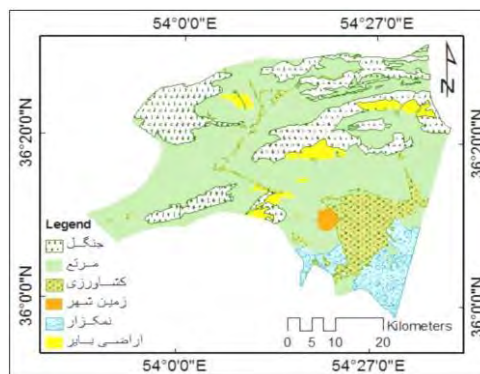 54°0'0"E
54°27'0"E
36°20'0"N
36°20'0"N
N
Legend
جنگل
مرتع
کشاورزی
زمین شهر
نمکزار
اراضی بایر
36°0'0"N
36°0'0"N
Kilometers
0 5 10 20
54°0'0"E
54°27'0"E